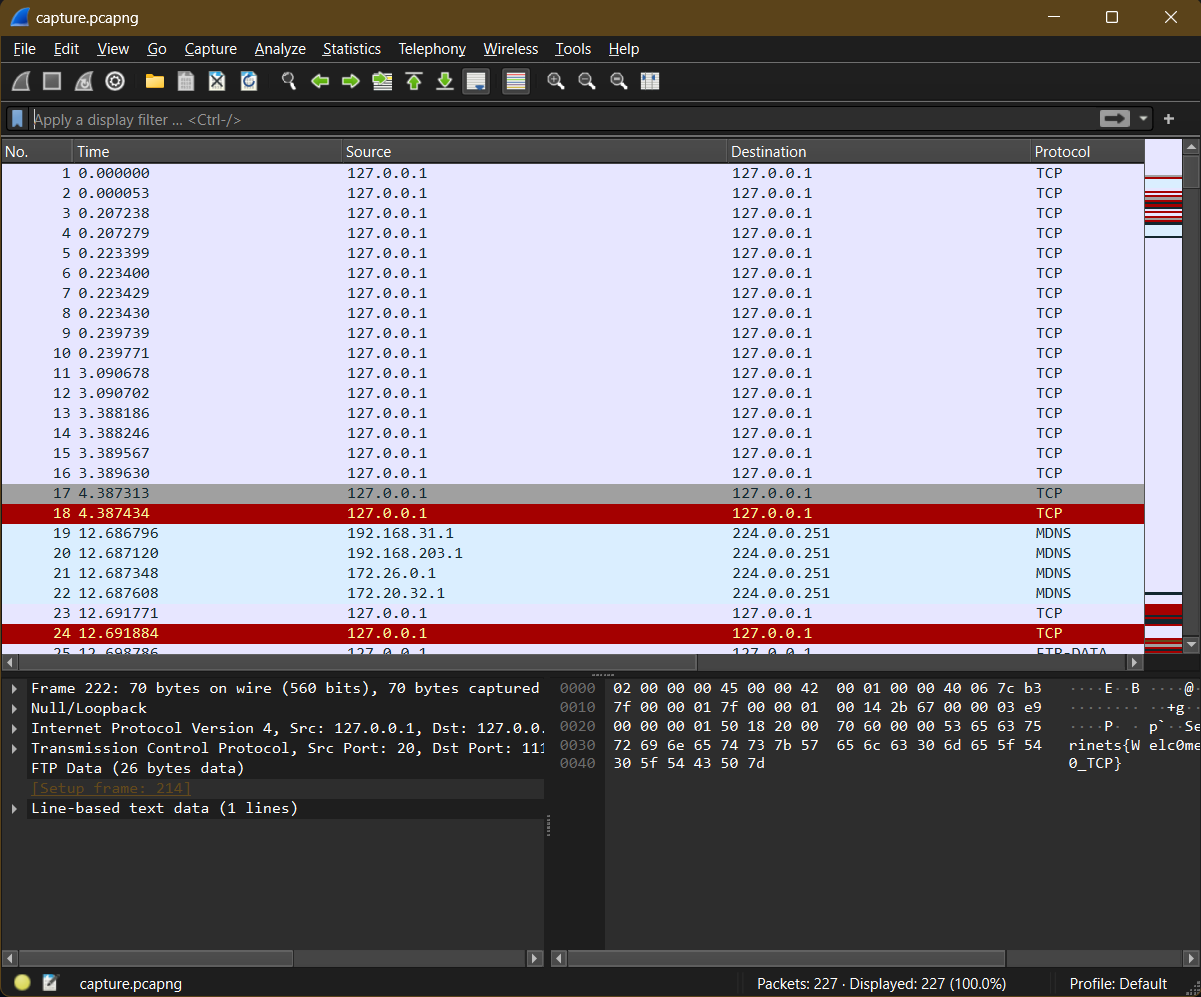 capture.pcapng
File Edit View Go Capture Analyze Statistics Telephony Wireless Tools Help
Apply a display filter ... <Ctrl-/>
No. Time Source Destination Protocol
1 0.000000 127.0.0.1 127.0.0.1 TCP
2 0.000053 127.0.0.1 127.0.0.1 TCP
3 0.207238 127.0.0.1 127.0.0.1 TCP
4 0.207279 127.0.0.1 127.0.0.1 TCP
5 0.223399 127.0.0.1 127.0.0.1 TCP
6 0.223400 127.0.0.1 127.0.0.1 TCP
7 0.223429 127.0.0.1 127.0.0.1 TCP
8 0.223430 127.0.0.1 127.0.0.1 TCP
9 0.239739 127.0.0.1 127.0.0.1 TCP
10 0.239771 127.0.0.1 127.0.0.1 TCP
11 3.090678 127.0.0.1 127.0.0.1 TCP
12 3.090702 127.0.0.1 127.0.0.1 TCP
13 3.388186 127.0.0.1 127.0.0.1 TCP
14 3.388246 127.0.0.1 127.0.0.1 TCP
15 3.389567 127.0.0.1 127.0.0.1 TCP
16 3.389630 127.0.0.1 127.0.0.1 TCP
17 4.387313 127.0.0.1 127.0.0.1 TCP
18 4.387434 127.0.0.1 127.0.0.1 TCP
19 12.686796 192.168.31.1 224.0.0.251 MDNS
20 12.687120 192.168.203.1 224.0.0.251 MDNS
21 12.687348 172.26.0.1 224.0.0.251 MDNS
22 12.687608 172.20.32.1 224.0.0.251 MDNS
23 12.691771 127.0.0.1 127.0.0.1 TCP
24 12.691884 127.0.0.1 127.0.0.1 TCP
25 12.698786 127.0.0.1 127.0.0.1 FTP-DATA
Frame 222: 70 bytes on wire (560 bits), 70 bytes captured
Null/Loopback
Internet Protocol Version 4, Src: 127.0.0.1, Dst: 127.0.0.
Transmission Control Protocol, Src Port: 20, Dst Port: 111
FTP Data (26 bytes data)
[Setup frame: 214]
Line-based text data (1 lines)
0000 02 00 00 00 45 00 00 42 00 01 00 00 40 06 7c b3 ····E··B ····@·
0010 7f 00 00 01 7f 00 00 01 00 14 2b 67 00 00 03 e9 ········ ··+g··
0020 00 00 00 01 50 18 20 00 70 60 00 00 53 65 63 75 ····P· · p`··Se
0030 72 69 6e 65 74 73 7b 57 65 6c 63 30 6d 65 5f 54 rinets{W elc0me
0040 30 5f 54 43 50 7d 0_TCP}
capture.pcapng
Packets: 227 · Displayed: 227 (100.0%)
Profile: Default